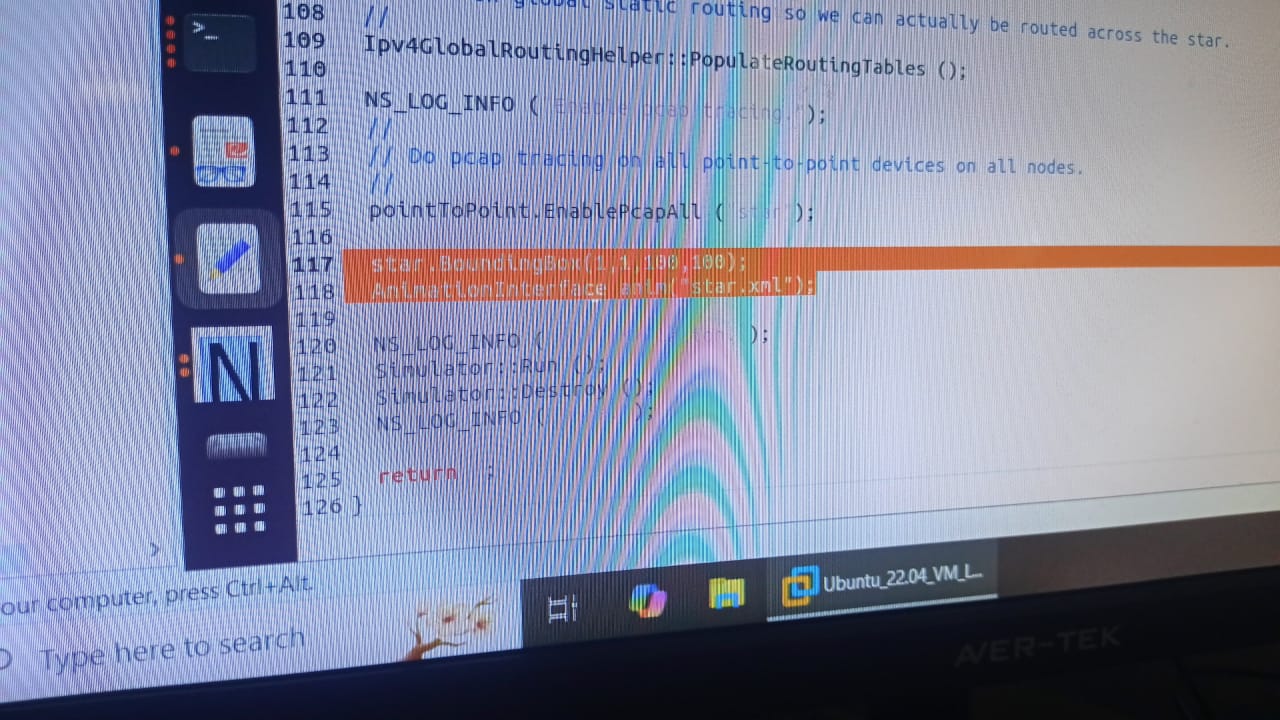 108 //
global static routing so we can actually be routed across the star.
109 Ipv4GlobalRoutingHelper::PopulateRoutingTables ();
110
111 NS_LOG_INFO ("Enable pcap tracing.");
112 //
113 // Do pcap tracing on all point-to-point devices on all nodes.
114 //
115 pointToPoint.EnablePcapAll ("star");
116
117 star.BoundingBox(1,1,100,100);
118 AnimationInterface anim("star.xml");
119
120 NS_LOG_INFO ( );
121 Simulator::Run ();
122 Simulator::Destroy ();
123 NS_LOG_INFO ( );
124
125 return ;
126 }
our computer, press Ctrl+Alt.
Type here to search
Ubuntu_22.04_VM_L...
AVER-TEK